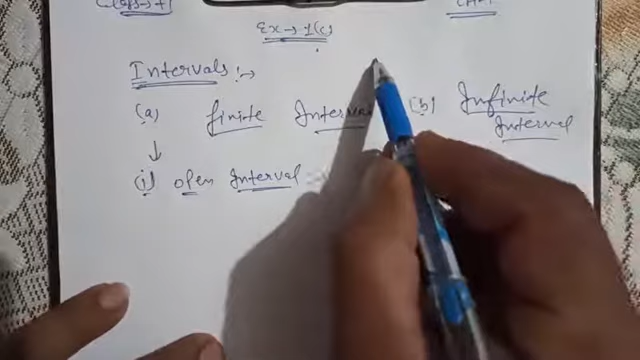 Ex → 1(c)
Intervals :→
(a) finite Interval (b) Infinite Interval
↓
(i) open Interval